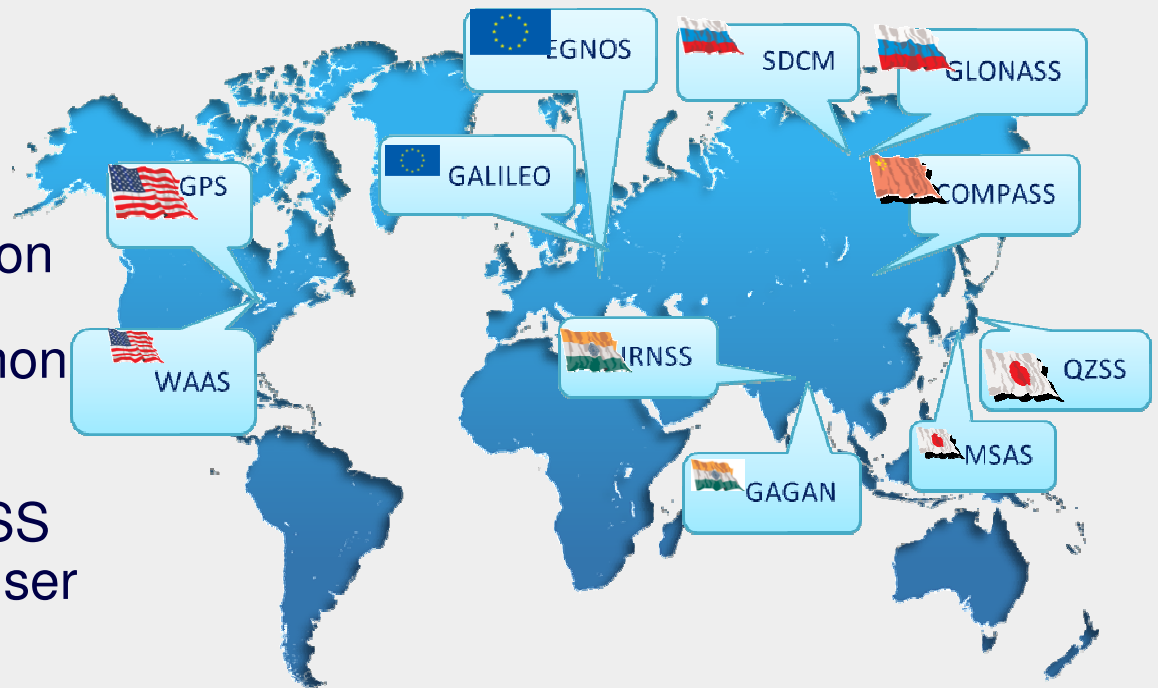 EGNOS
SDCM
GLONASS
GALILEO
GPS
COMPASS
on
IRNSS
non
WAAS
QZSS
MSAS
GAGAN
SS
ser